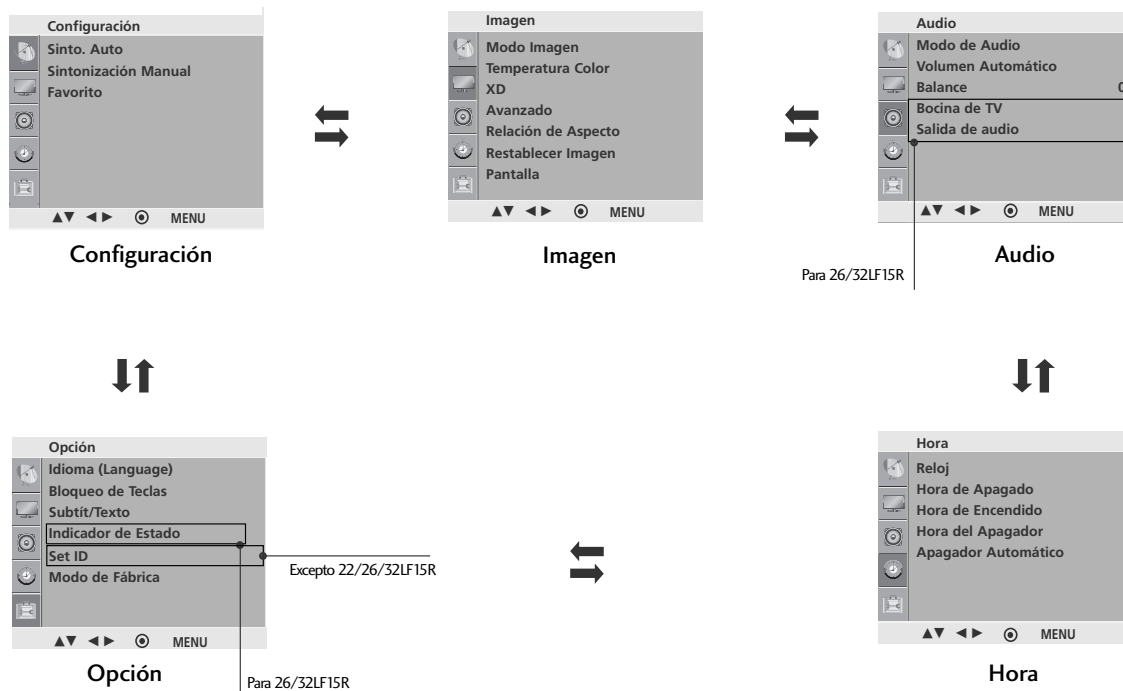 Configuración
Sinto. Auto
Sintonización Manual
Favorito
MENU
Configuración
Imagen
Modo Imagen
Temperatura Color
XD
Avanzado
Relación de Aspecto
Restablecer Imagen
Pantalla
MENU
Imagen
Audio
Modo de Audio
Volumen Automático
Balance 0
Bocina de TV
Salida de audio
MENU
Audio
Para 26/32LF15R
Opción
Idioma (Language)
Bloqueo de Teclas
Subtít/Texto
Indicador de Estado
Set ID
Modo de Fábrica
MENU
Opción
Excepto 22/26/32LF15R
Para 26/32LF15R
Hora
Reloj
Hora de Apagado
Hora de Encendido
Hora del Apagador
Apagador Automático
MENU
Hora